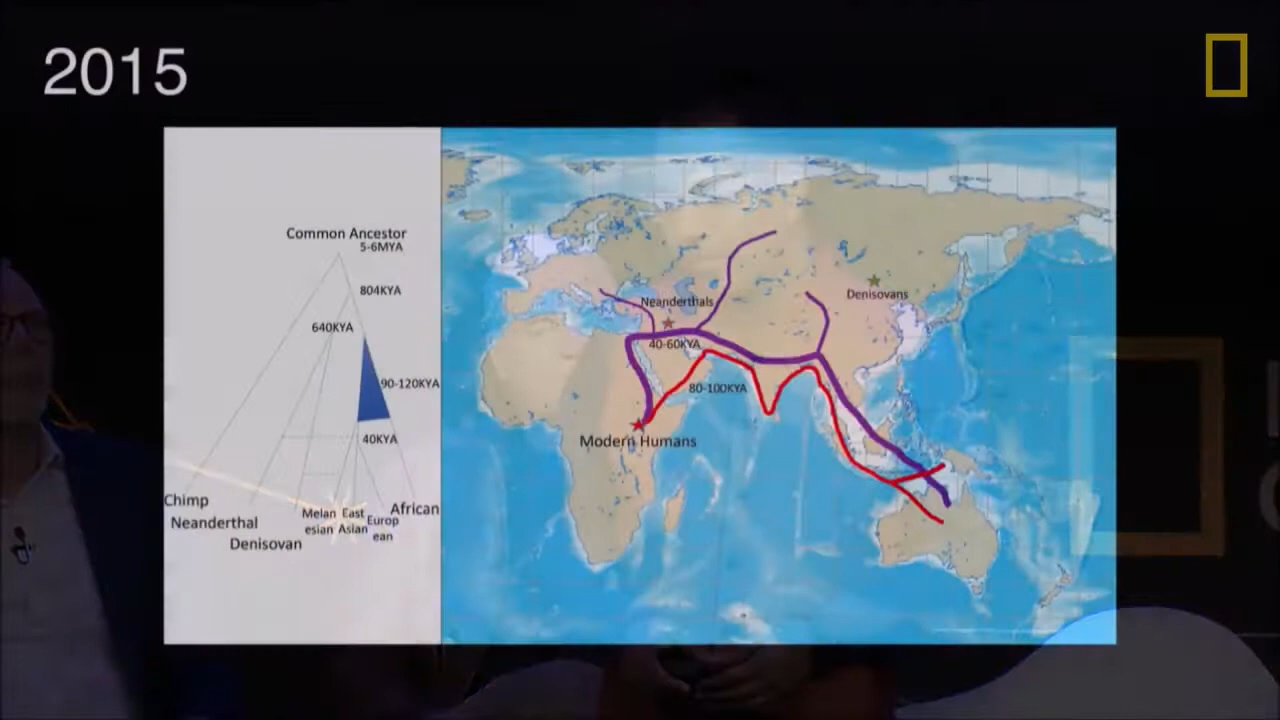 2015
Common Ancestor
5-6MYA
804KYA
640KYA
90-120KYA
40KYA
Chimp
Neanderthal
Denisovan
Melan
esian
East
Asian
Europ
ean
African
Neanderthals
40-60KYA
80-100KYA
Modern Humans
Denisovans